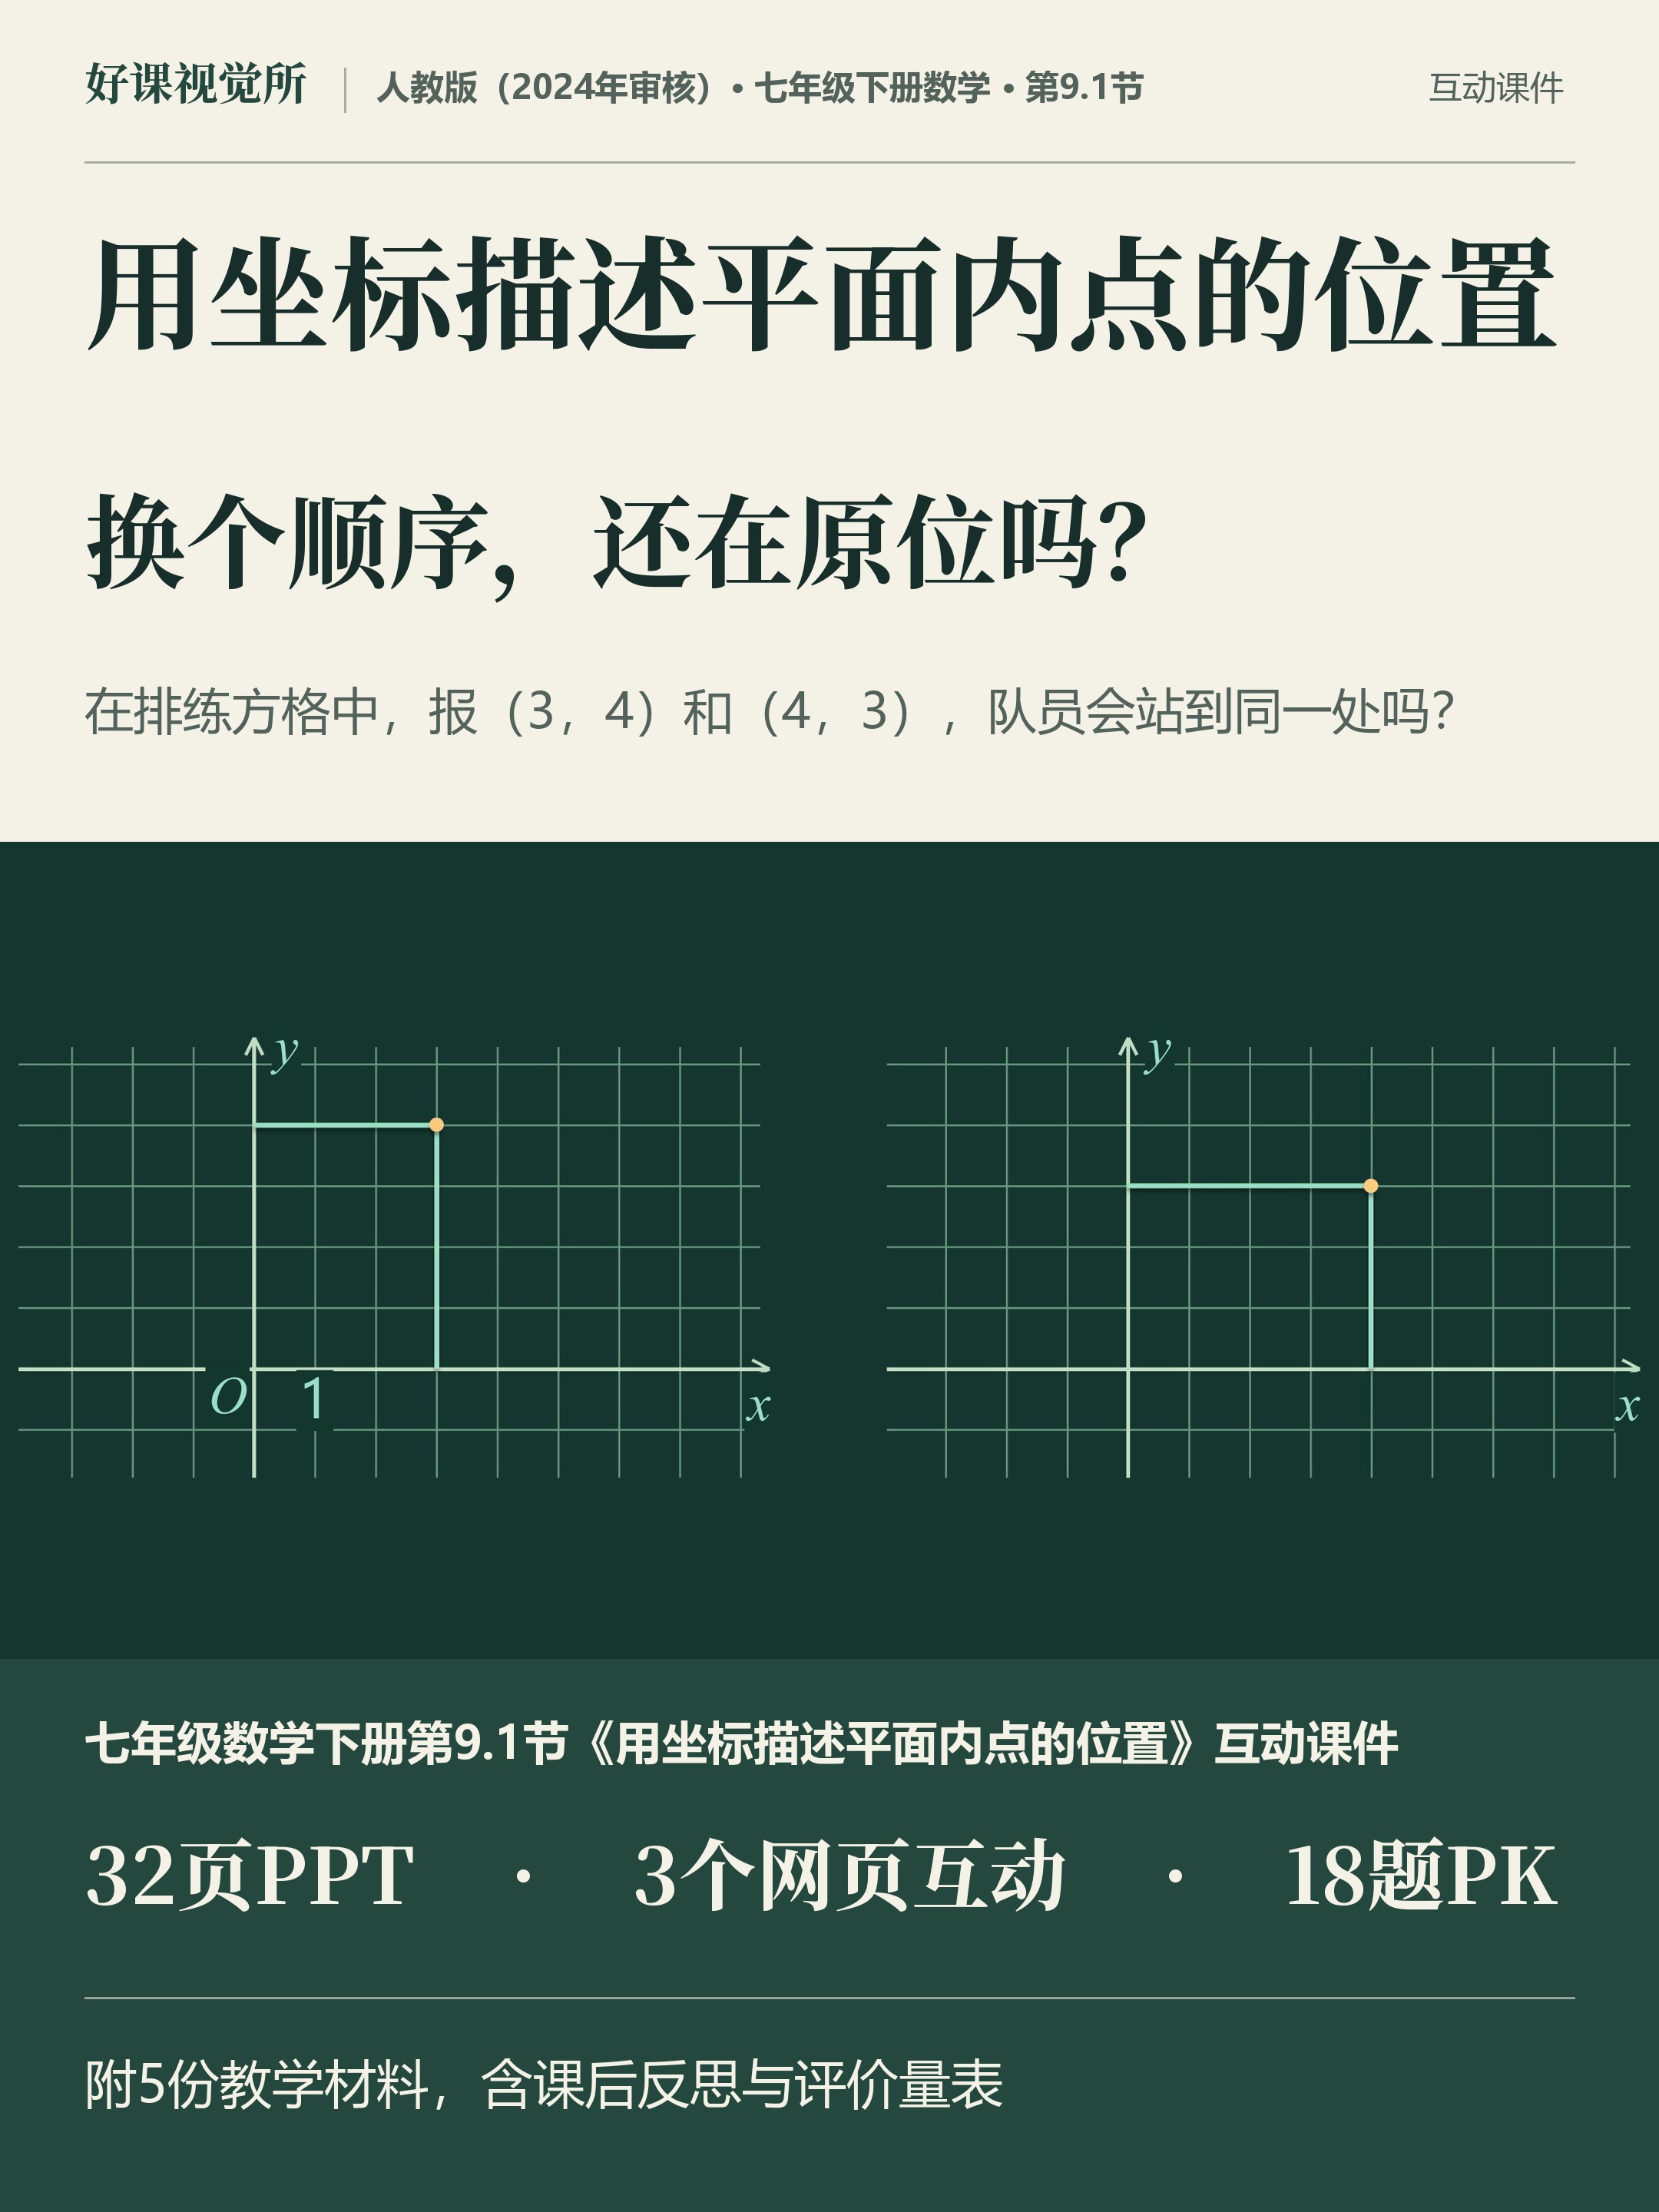 好课视觉所
人教版（2024年审核）• 七年级下册数学 • 第9.1节
互动课件
用坐标描述平面内点的位置
换个顺序，还在原位吗？
在排练方格中，报（3，4）和（4，3），队员会站到同一处吗？
y
y
O
1
x
x
七年级数学下册第9.1节《用坐标描述平面内点的位置》互动课件
32页PPT · 3个网页互动 · 18题PK
附5份教学材料，含课后反思与评价量表